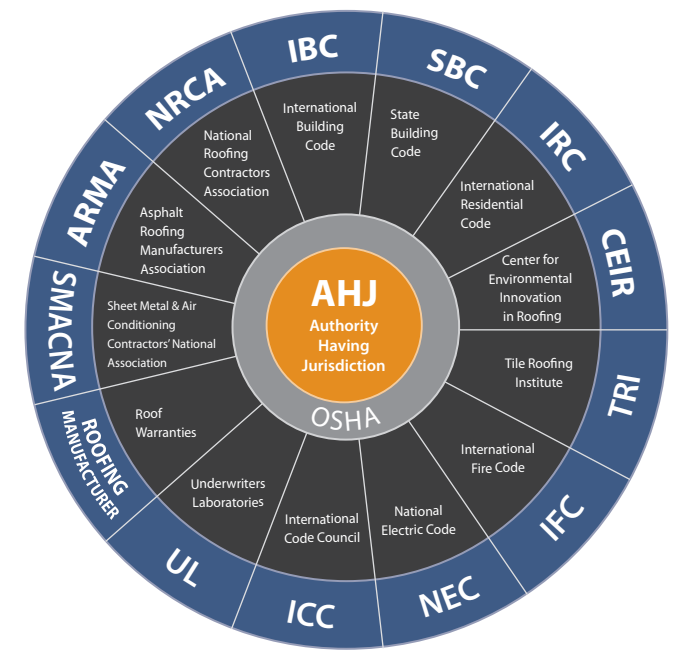 IBC
International
Building
Code
SBC
State
Building
Code
IRC
International
Residential
Code
CEIR
Center for
Environmental
Innovation
in Roofing
TRI
Tile Roofing
Institute
IFC
International
Fire Code
NEC
National
Electric Code
ICC
International
Code Council
UL
Underwriters
Laboratories
ROOFING
MANUFACTURER
Roof
Warranties
SMACNA
Sheet Metal & Air
Conditioning
Contractors' National
Association
ARMA
Asphalt
Roofing
Manufacturers
Association
NRCA
National
Roofing
Contractors
Association
AHJ
Authority
Having
Jurisdiction
OSHA